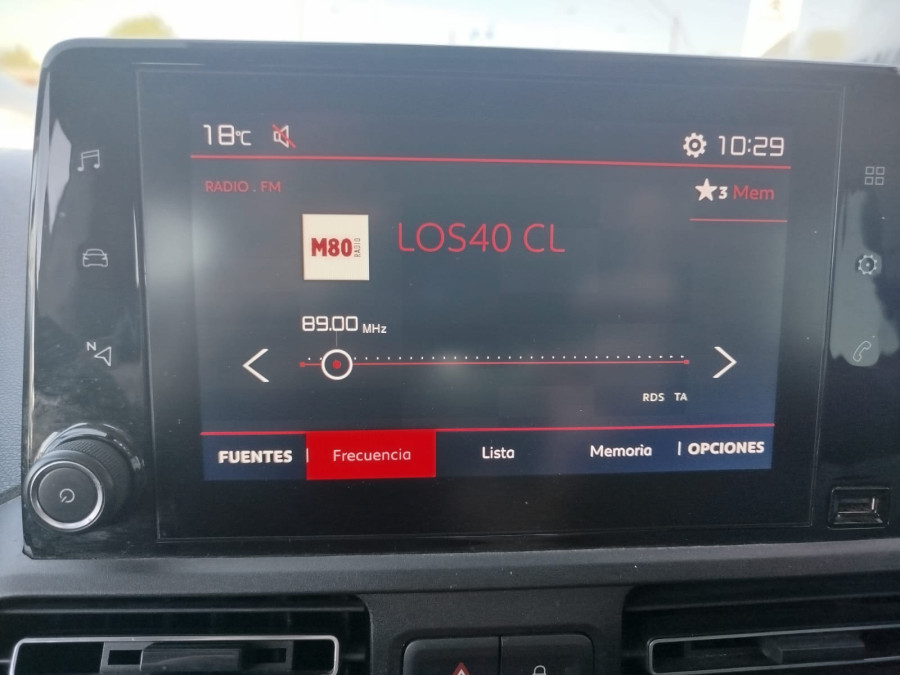 18°C 10:29
RADIO . FM
3 Mem
M80 RADIO
LOS40 CL
89.00 MHz
N
RDS TA
FUENTES Frecuencia Lista Memoria OPCIONES